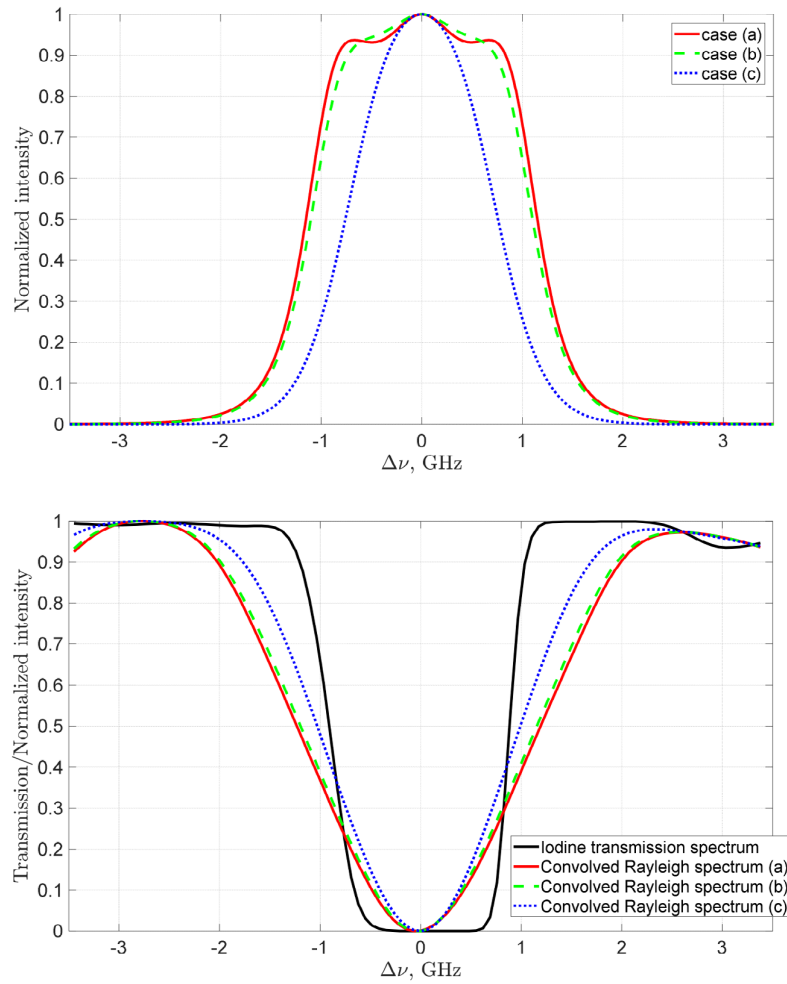 1
0.9
0.8
0.7
0.6
0.5
0.4
0.3
0.2
0.1
0
Normalized intensity
case (a)
case (b)
case (c)
-3 -2 -1 0 1 2 3
Δν, GHz
1
0.9
0.8
0.7
0.6
0.5
0.4
0.3
0.2
0.1
0
Transmission/Normalized intensity
Iodine transmission spectrum
Convolved Rayleigh spectrum (a)
Convolved Rayleigh spectrum (b)
Convolved Rayleigh spectrum (c)
-3 -2 -1 0 1 2 3
Δν, GHz